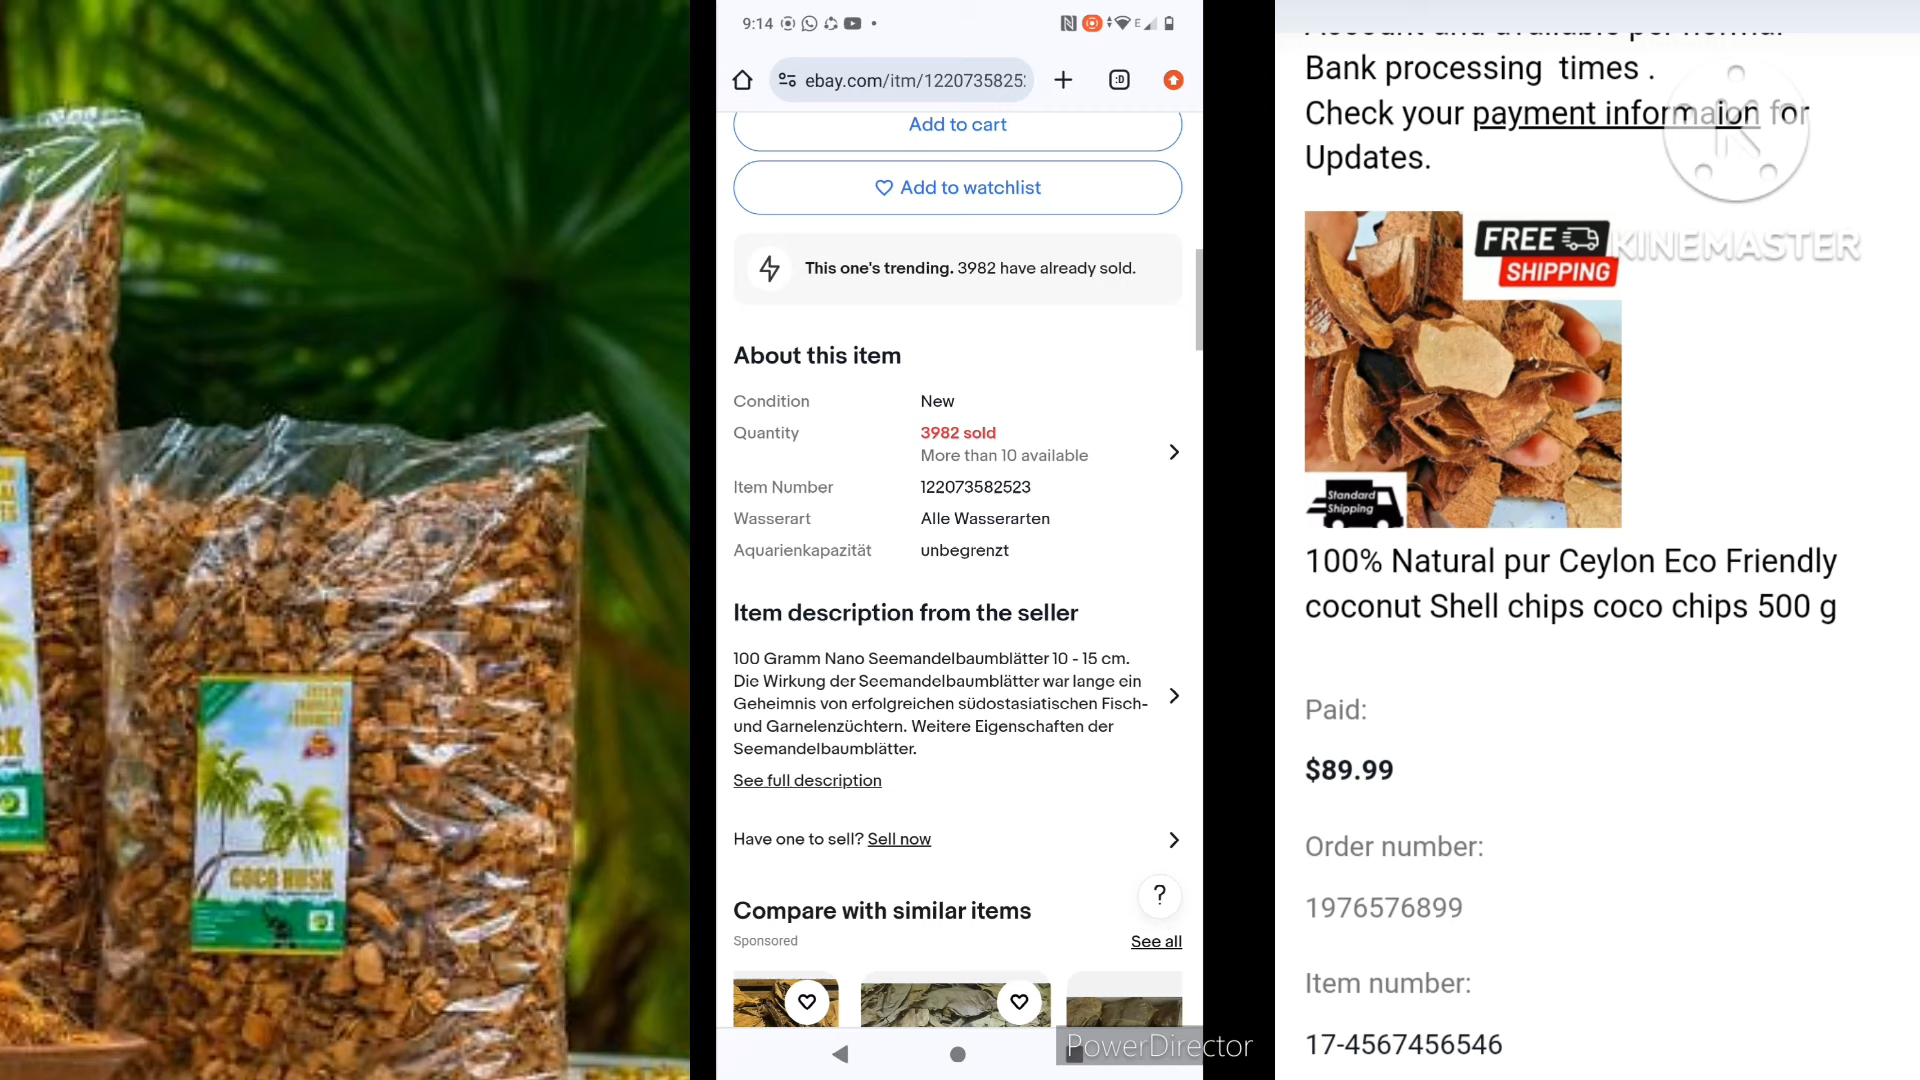 COCO HUSK
9:14
ebay.com/itm/1220735825
Add to cart
Add to watchlist
This one's trending. 3982 have already sold.
About this item
Condition New
Quantity 3982 sold
More than 10 available
Item Number 122073582523
Wasserart Alle Wasserarten
Aquarienkapazität unbegrenzt
Item description from the seller
100 Gramm Nano Seemandelbaumblätter 10 - 15 cm.
Die Wirkung der Seemandelbaumblätter war lange ein
Geheimnis von erfolgreichen südostasiatischen Fisch-
und Garnelenzüchtern. Weitere Eigenschaften der
Seemandelbaumblätter.
See full description
Have one to sell? Sell now
?
Compare with similar items
Sponsored See all
PowerDirector
Account and available per normal
Bank processing times .
Check your payment informaion for
Updates.
FREE
SHIPPING
KINEMASTER
Standard
Shipping
100% Natural pur Ceylon Eco Friendly
coconut Shell chips coco chips 500 g
Paid:
$89.99
Order number:
1976576899
Item number:
17-4567456546